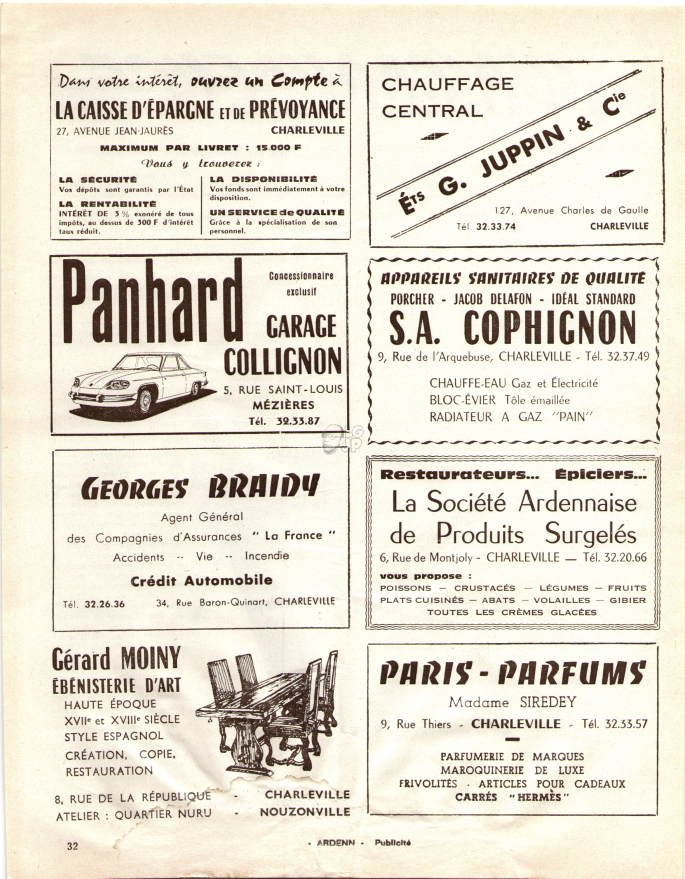 Dans votre intérêt, ouvrez un Compte à
LA CAISSE D'ÉPARGNE ET DE PRÉVOYANCE
27, AVENUE JEAN-JAURÈS CHARLEVILLE
MAXIMUM PAR LIVRET : 15.000 F
Vous y trouverez :
LA SÉCURITÉ
Vos dépôts sont garantis par l'État
LA RENTABILITÉ
INTÉRÊT DE 3 % exonéré de tous
impôts, au dessus de 300 F d'intérêt
taux réduit.
LA DISPONIBILITÉ
Vos fonds sont immédiatement à votre
disposition.
UN SERVICE de QUALITÉ
Grâce à la spécialisation de son
personnel.
CHAUFFAGE
CENTRAL
Éts G. JUPPIN & Cie
127, Avenue Charles de Gaulle
Tél. 32.33.74 CHARLEVILLE
Panhard
Concessionnaire
exclusif
GARAGE
COLLIGNON
5, RUE SAINT-LOUIS
MÉZIÈRES
Tél. 32.33.87
APPAREILS SANITAIRES DE QUALITÉ
PORCHER - JACOB DELAFON - IDÉAL STANDARD
S.A. COPHIGNON
9, Rue de l'Arquebuse, CHARLEVILLE - Tél. 32.37.49
CHAUFFE-EAU Gaz et Électricité
BLOC-ÉVIER Tôle émaillée
RADIATEUR A GAZ "PAIN"
GEORGES BRAIDY
Agent Général
des Compagnies d'Assurances " La France "
Accidents -- Vie -- Incendie
Crédit Automobile
Tél. 32.26.36 34, Rue Baron-Quinart, CHARLEVILLE
Restaurateurs... Épiciers...
La Société Ardennaise
de Produits Surgelés
6, Rue de Montjoly - CHARLEVILLE — Tél. 32.20.66
vous propose :
POISSONS — CRUSTACÉS — LÉGUMES — FRUITS
PLATS CUISINÉS — ABATS — VOLAILLES — GIBIER
TOUTES LES CRÈMES GLACÉES
Gérard MOINY
ÉBÉNISTERIE D'ART
HAUTE ÉPOQUE
XVIIe et XVIIIe SIÈCLE
STYLE ESPAGNOL
CRÉATION, COPIE,
RESTAURATION
8, RUE DE LA RÉPUBLIQUE - CHARLEVILLE
ATELIER : QUARTIER NURU - NOUZONVILLE
PARIS - PARFUMS
Madame SIREDEY
9, Rue Thiers - CHARLEVILLE - Tél. 32.33.57
PARFUMERIE DE MARQUES
MAROQUINERIE DE LUXE
FRIVOLITÉS - ARTICLES POUR CADEAUX
CARRÉS "HERMÈS"
32 - ARDENN - Publicité